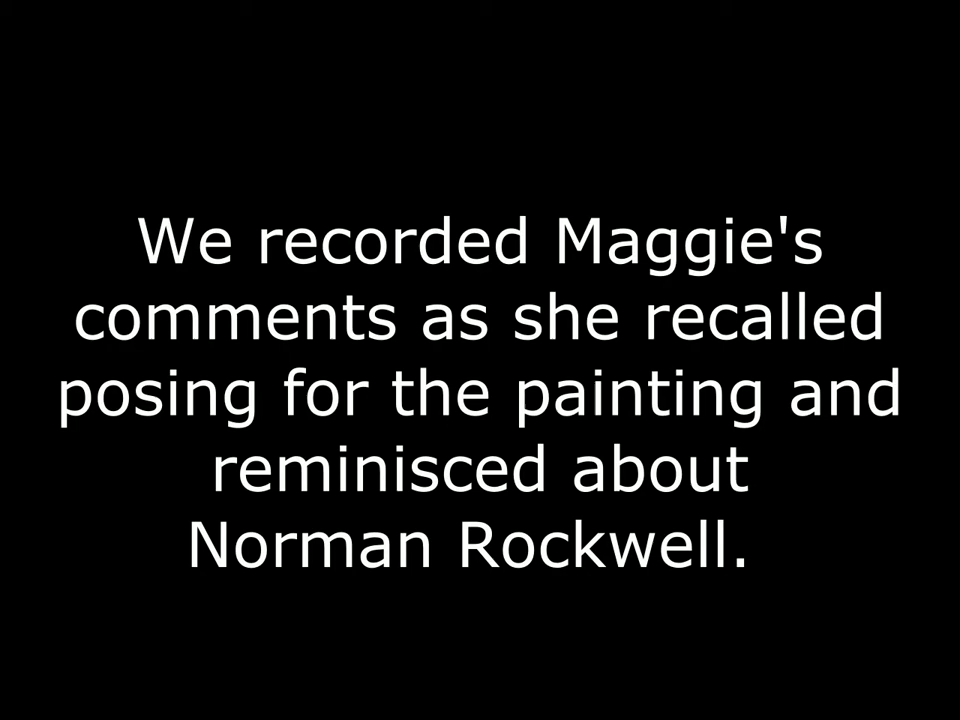 We recorded Maggie's
comments as she recalled
posing for the painting and
reminisced about
Norman Rockwell.